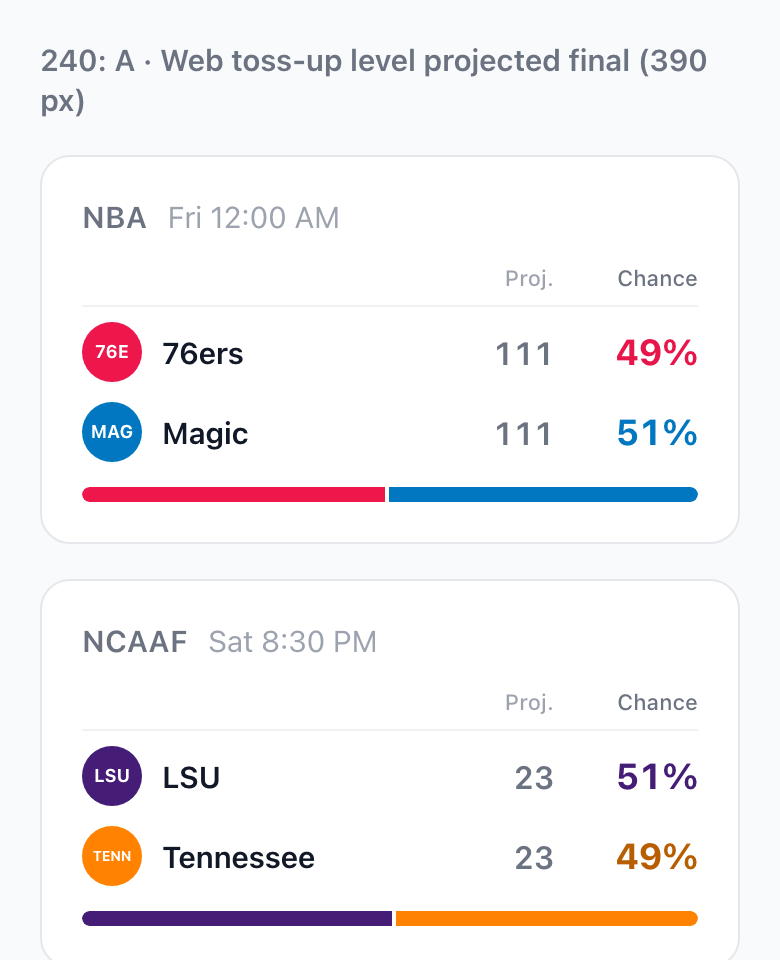 240: A · Web toss-up level projected final (390
px)
NBA Fri 12:00 AM
Proj. Chance
76E 76ers 111 49%
MAG Magic 111 51%
NCAAF Sat 8:30 PM
Proj. Chance
LSU LSU 23 51%
TENN Tennessee 23 49%